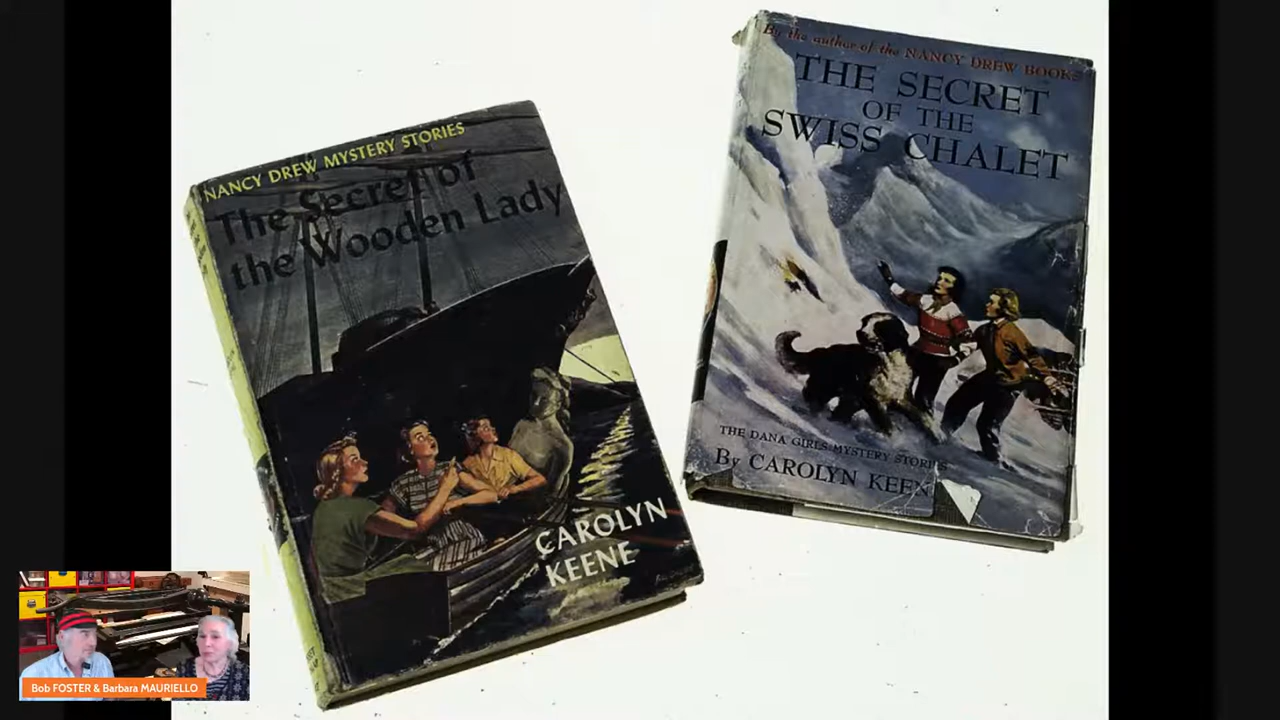 NANCY DREW MYSTERY STORIES
The Secret of
the Wooden Lady
CAROLYN
KEENE
By the author of the NANCY DREW BOOKS
THE SECRET
OF THE
SWISS CHALET
THE DANA GIRLS MYSTERY STORIES
By CAROLYN KEEN
Bob FOSTER & Barbara MAURIELLO